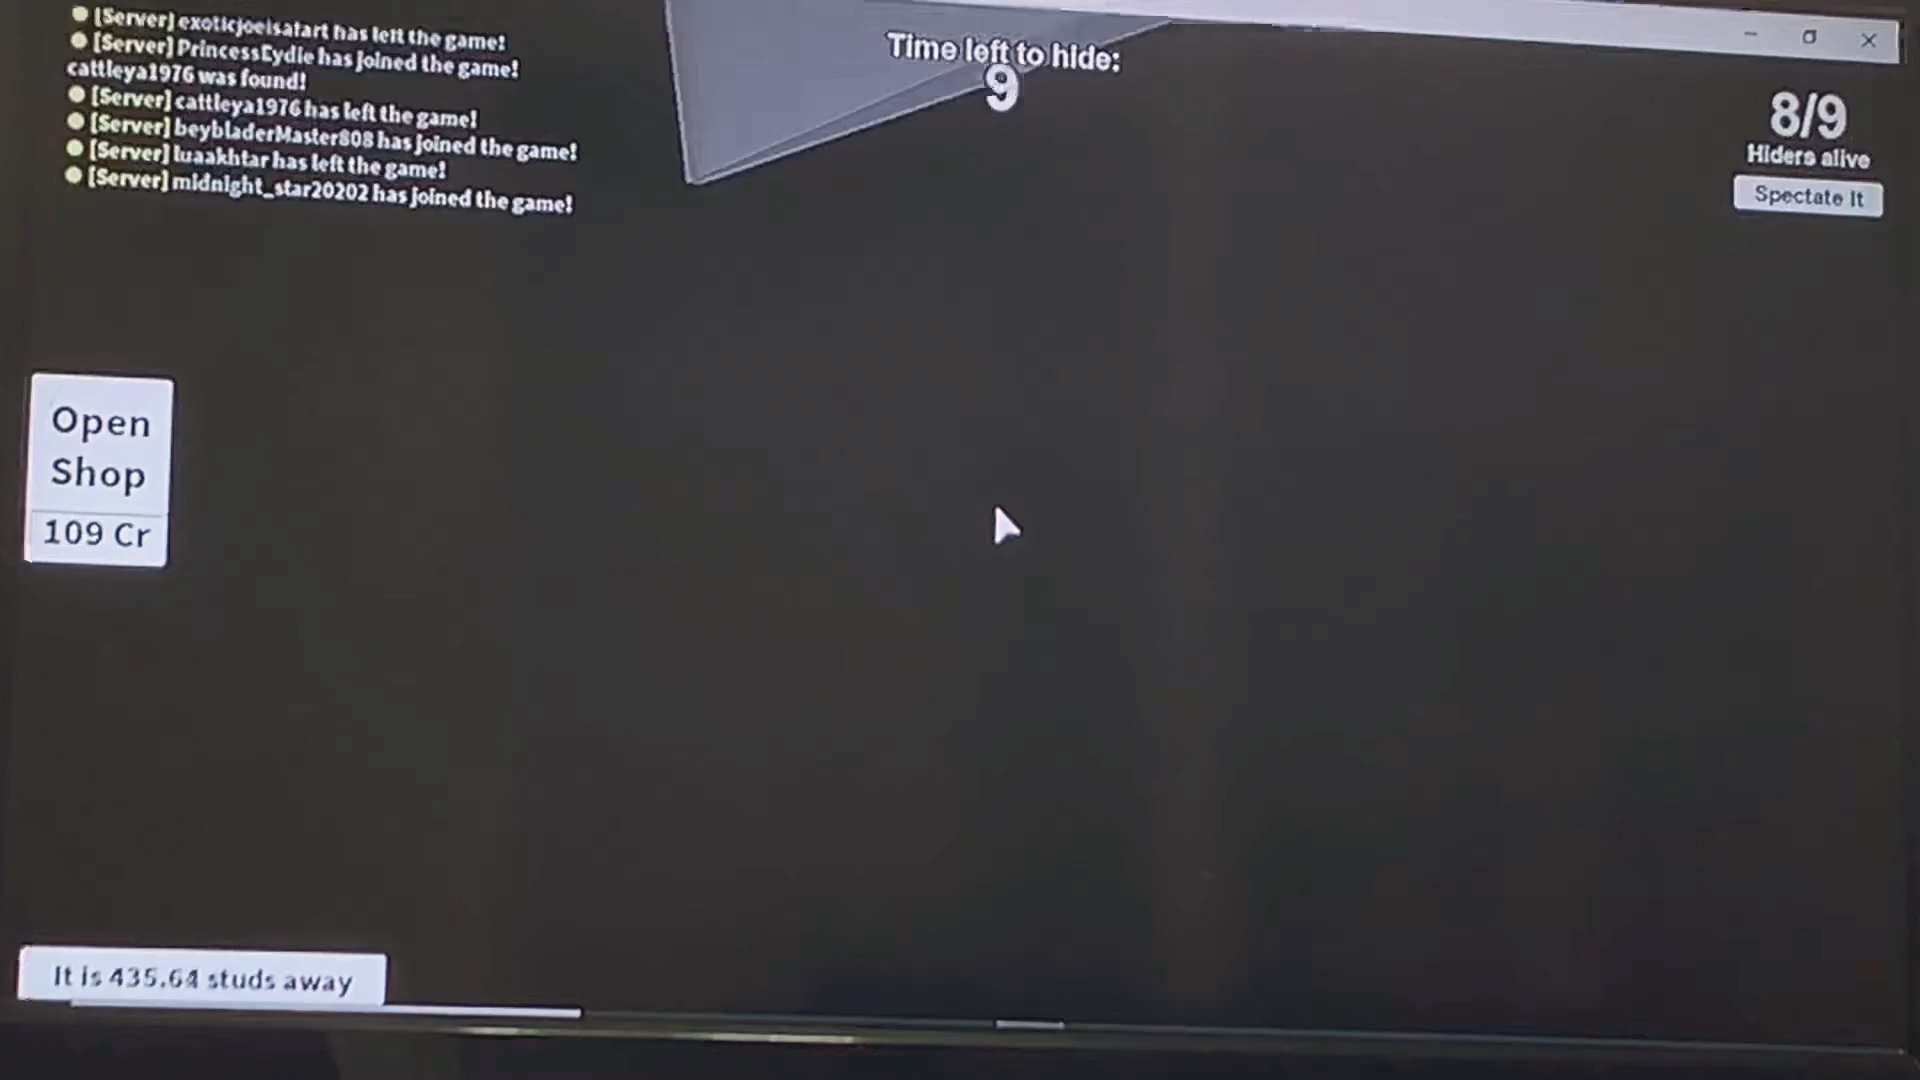 [Server] exoticjoeisatart has left the game!
[Server] PrincessEydie has joined the game!
cattleya1976 was found!
[Server] cattleya1976 has left the game!
[Server] beybladerMaster808 has joined the game!
[Server] luaakhtar has left the game!
[Server] midnight_star20202 has joined the game!
Time left to hide:
9
8/9
Hiders alive
Spectate It
Open
Shop
109 Cr
It is 435.64 studs away